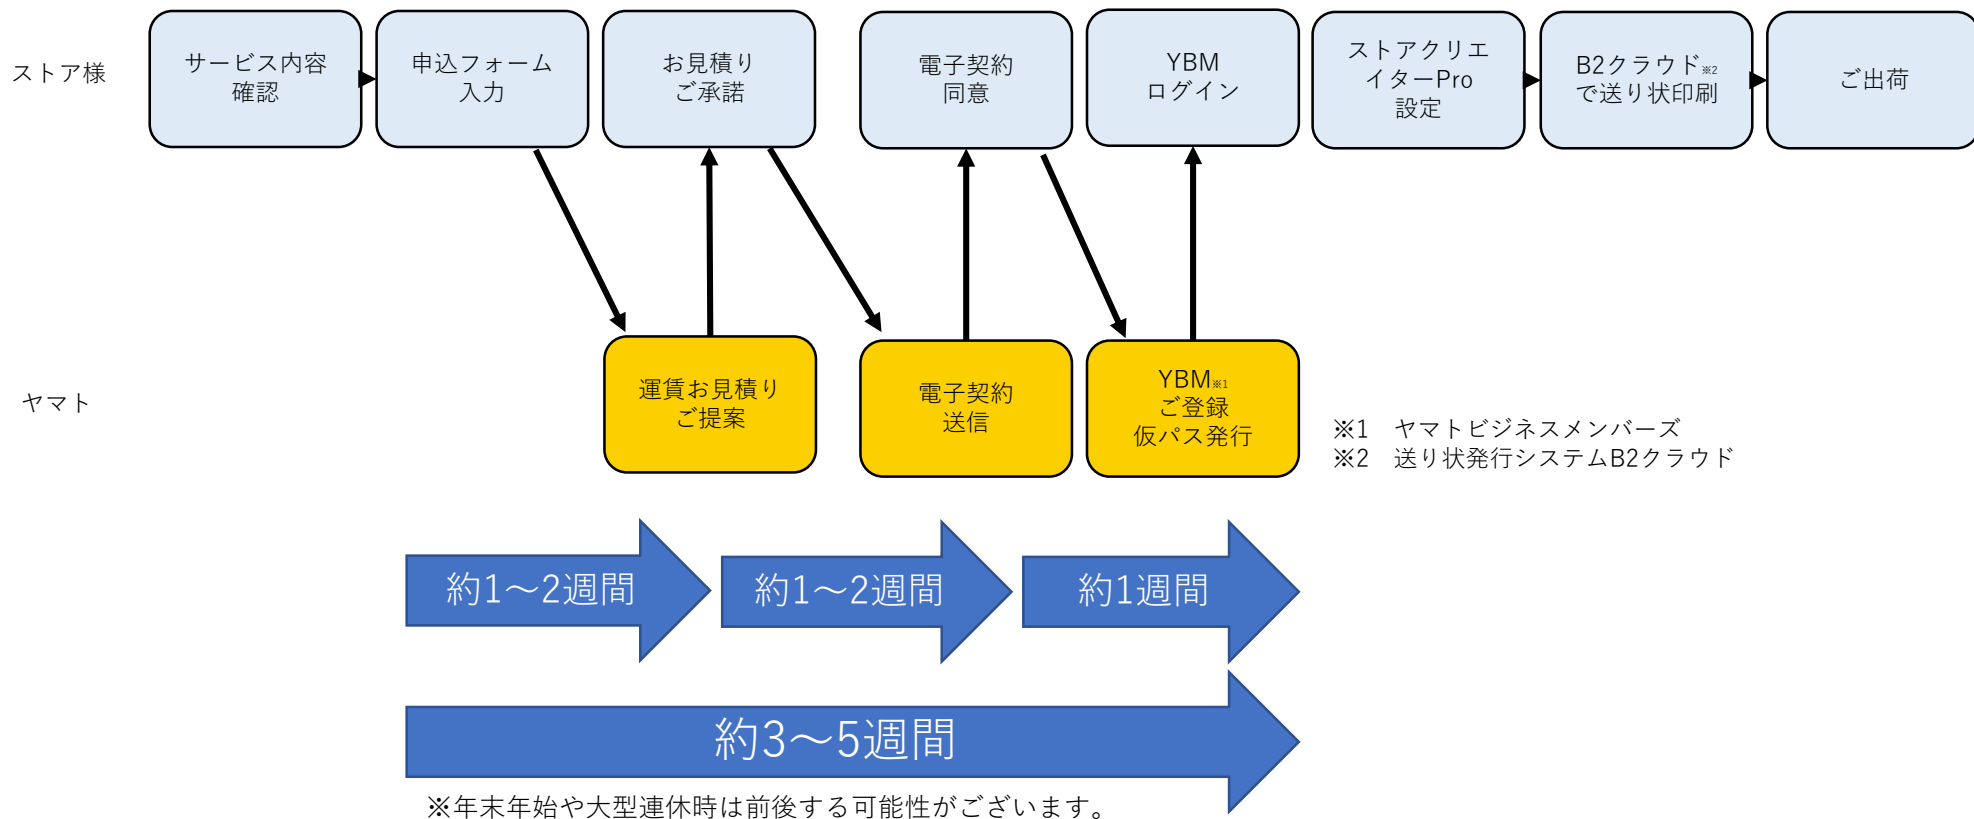 ストア様
サービス内容
確認
申込フォーム
入力
お見積り
ご承諾
電子契約
同意
YBM
ログイン
ストアクリエ
イターPro
設定
B2クラウド※2
で送り状印刷
ご出荷
ヤマト
運賃お見積り
ご提案
電子契約
送信
YBM※1
ご登録
仮パス発行
※1　ヤマトビジネスメンバーズ
※2　送り状発行システムB2クラウド
約1～2週間
約1～2週間
約1週間
約3～5週間
※年末年始や大型連休時は前後する可能性がございます。